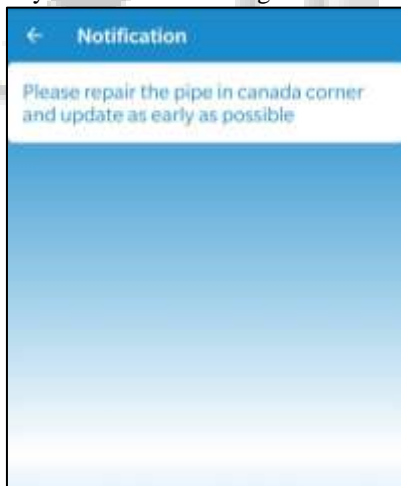 Notification
Please repair the pipe in canada corner
and update as early as possible